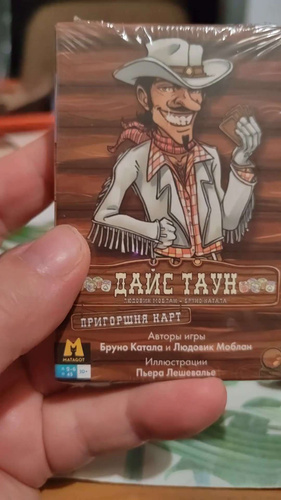 ДАЙС ТАУН
ЛЮДОВИК МОБЛАН • БРУНО КАТАЛА
ПРИГОРШНЯ КАРТ
Авторы игры
Бруно Катала и Людовик Моблан
Иллюстрации
Пьера Лешевалье
MATAGOT